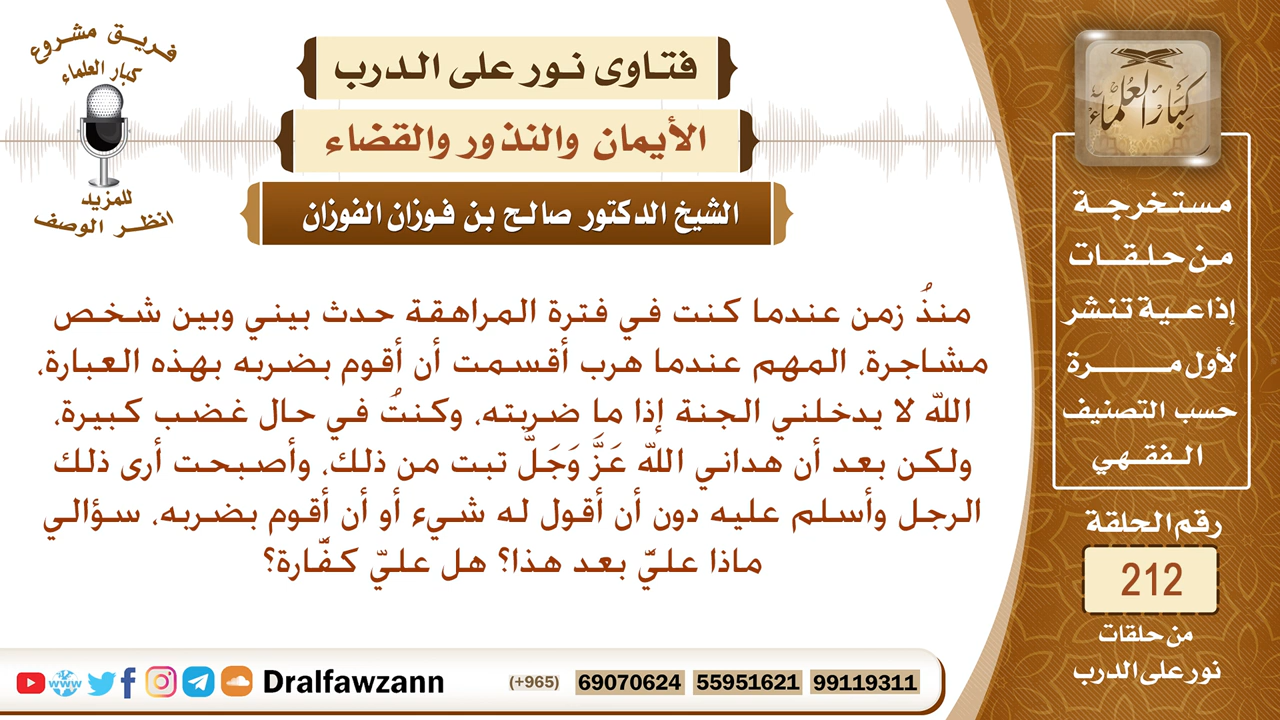 فريق مشروع
كبار العلماء
للمزيد
انظر الوصف
فتاوى نور على الدرب
الأيمان والنذور والقضاء
الشيخ الدكتور صالح بن فوزان الفوزان
منذُ زمن عندما كنت في فترة المراهقة حدث بيني وبين شخص
مشاجرة، المهم عندما هرب أقسمت أن أقوم بضربه بهذه العبارة،
الله لا يدخلني الجنة إذا ما ضربته، وكنتُ في حال غضب كبيرة،
ولكن بعد أن هداني الله عَزَّ وَجَلَّ تبت من ذلك، وأصبحت أرى ذلك
الرجل وأسلم عليه دون أن أقول له شيء أو أن أقوم بضربه، سؤالي
ماذا عليّ بعد هذا؟ هل عليّ كفّارة؟
كبار العلماء
مستخرجة
من حلقات
إذاعية تنشر
لأول مرة
حسب التصنيف
الفقهي
رقم الحلقة
212
من حلقات
نور على الدرب
www Dralfawzann (+965) 69070624 55951621 99119311